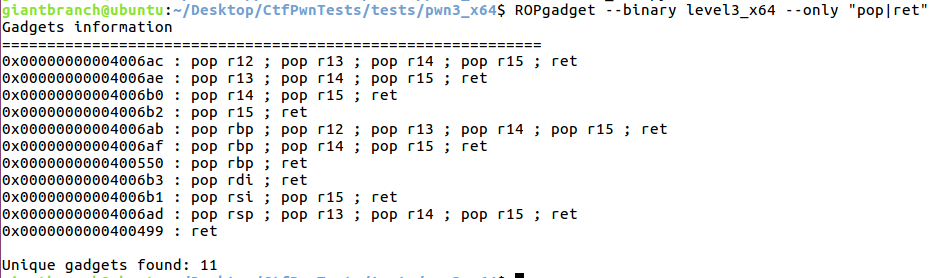 giantbranch@ubuntu:~/Desktop/CtfPwnTests/tests/pwn3_x64$ ROPgadget --binary level3_x64 --only "pop|ret"
Gadgets information
============================================================
0x00000000004006ac : pop r12 ; pop r13 ; pop r14 ; pop r15 ; ret
0x00000000004006ae : pop r13 ; pop r14 ; pop r15 ; ret
0x00000000004006b0 : pop r14 ; pop r15 ; ret
0x00000000004006b2 : pop r15 ; ret
0x00000000004006ab : pop rbp ; pop r12 ; pop r13 ; pop r14 ; pop r15 ; ret
0x00000000004006af : pop rbp ; pop r14 ; pop r15 ; ret
0x0000000000400550 : pop rbp ; ret
0x00000000004006b3 : pop rdi ; ret
0x00000000004006b1 : pop rsi ; pop r15 ; ret
0x00000000004006ad : pop rsp ; pop r13 ; pop r14 ; pop r15 ; ret
0x0000000000400499 : ret
Unique gadgets found: 11